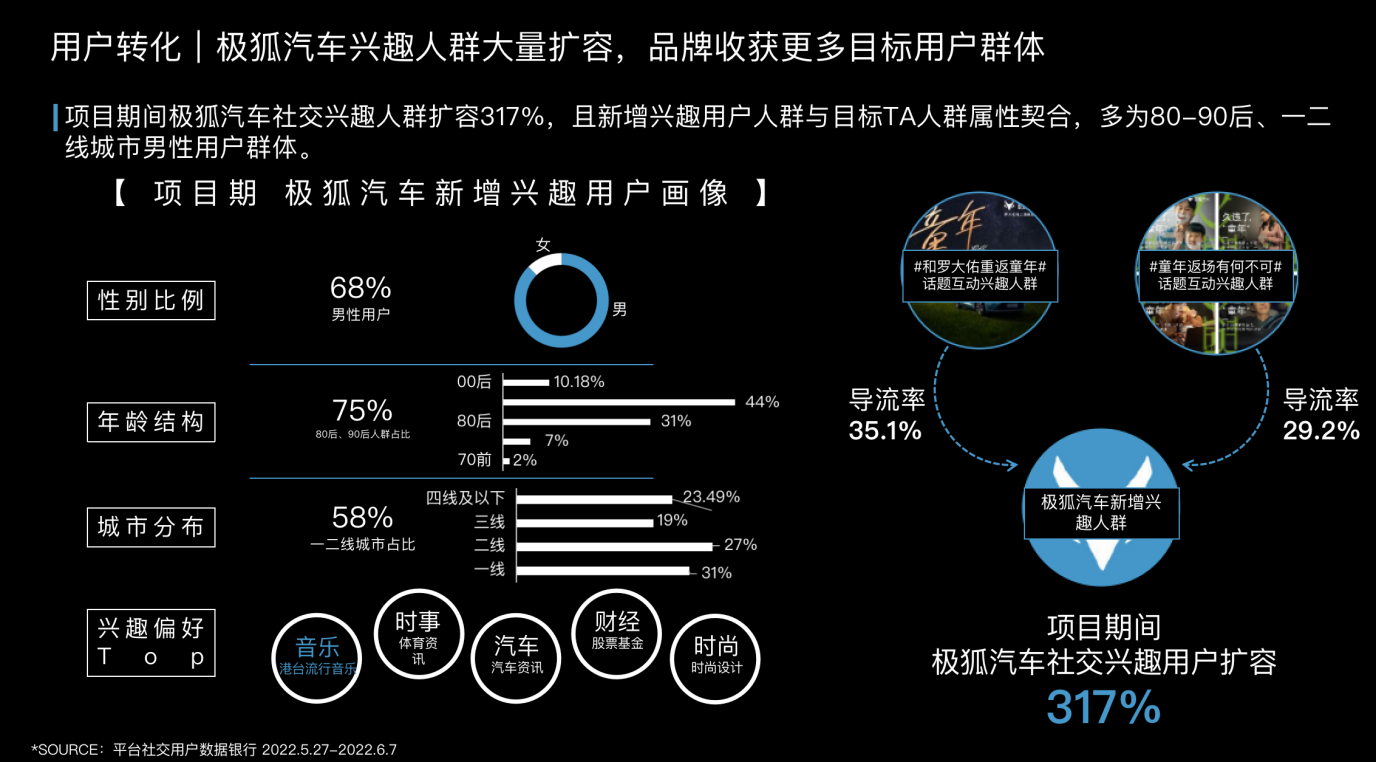 用户转化｜极狐汽车兴趣人群大量扩容，品牌收获更多目标用户群体
项目期间极狐汽车社交兴趣人群扩容317%，且新增兴趣用户人群与目标TA人群属性契合，多为80-90后、一二
线城市男性用户群体。
【 项目期 极狐汽车新增兴趣用户画像 】
性别比例
68%
男性用户
女
男
年龄结构
75%
80后、90后人群占比
00后
10.18%
44%
80后
31%
7%
70前
2%
城市分布
58%
一二线城市占比
四线及以下
23.49%
三线
19%
二线
27%
一线
31%
兴趣偏好
Top
音乐
港台流行音乐
时事
体育资
讯
汽车
汽车资讯
财经
股票基金
时尚
时尚设计
童年
#和罗大佑重返童年#
话题互动兴趣人群
久违了,
"童年"
#童年返场有何不可#
话题互动兴趣人群
导流率
35.1%
导流率
29.2%
极狐汽车新增兴
趣人群
项目期间
极狐汽车社交兴趣用户扩容
317%
*SOURCE：平台社交用户数据银行 2022.5.27-2022.6.7